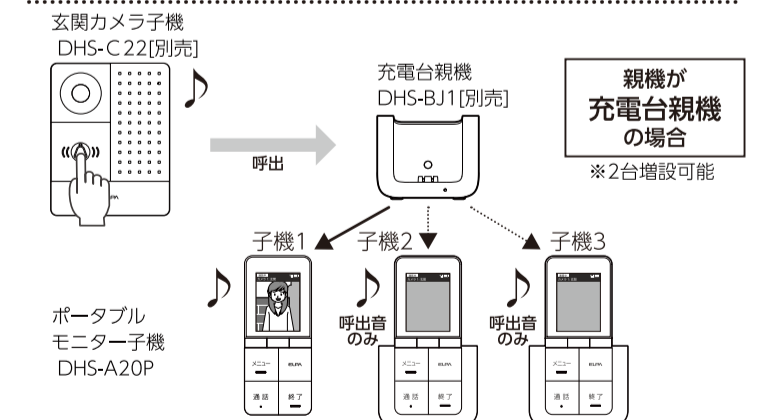 玄関カメラ子機
DHS-C22[別売]
充電台親機
DHS-BJ1[別売]
親機が
充電台親機
の場合
※2台増設可能
呼出
子機1
子機2
子機3
呼出音
のみ
呼出音
のみ
ポータブル
モニター子機
DHS-A20P
メニュー ELPA
通話 終了
メニュー ELPA
通話 終了
メニュー ELPA
通話 終了